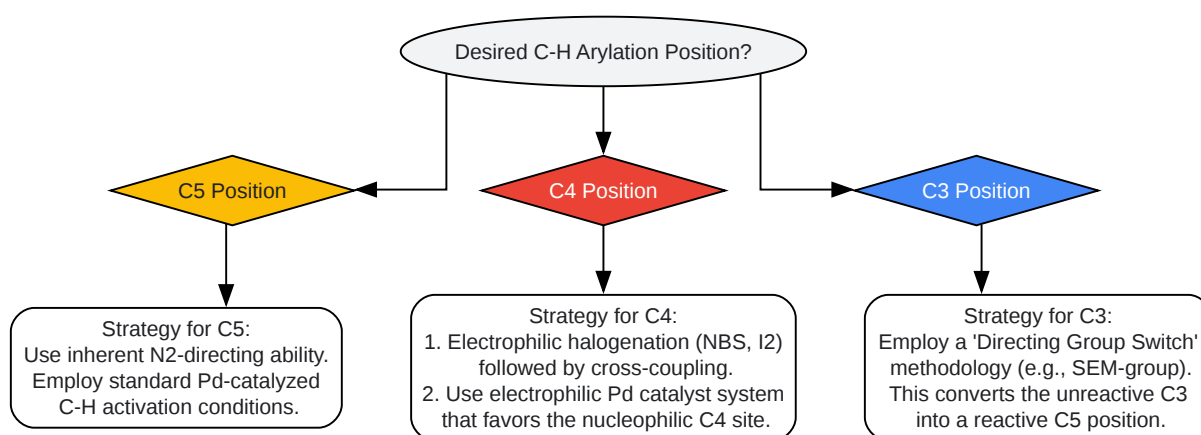 Desired C-H Arylation Position?
C5 Position
C4 Position
C3 Position
Strategy for C5:
Use inherent N2-directing ability.
Employ standard Pd-catalyzed
C-H activation conditions.
Strategy for C4:
1. Electrophilic halogenation (NBS, I2)
followed by cross-coupling.
2. Use electrophilic Pd catalyst system
that favors the nucleophilic C4 site.
Strategy for C3:
Employ a 'Directing Group Switch'
methodology (e.g., SEM-group).
This converts the unreactive C3
into a reactive C5 position.